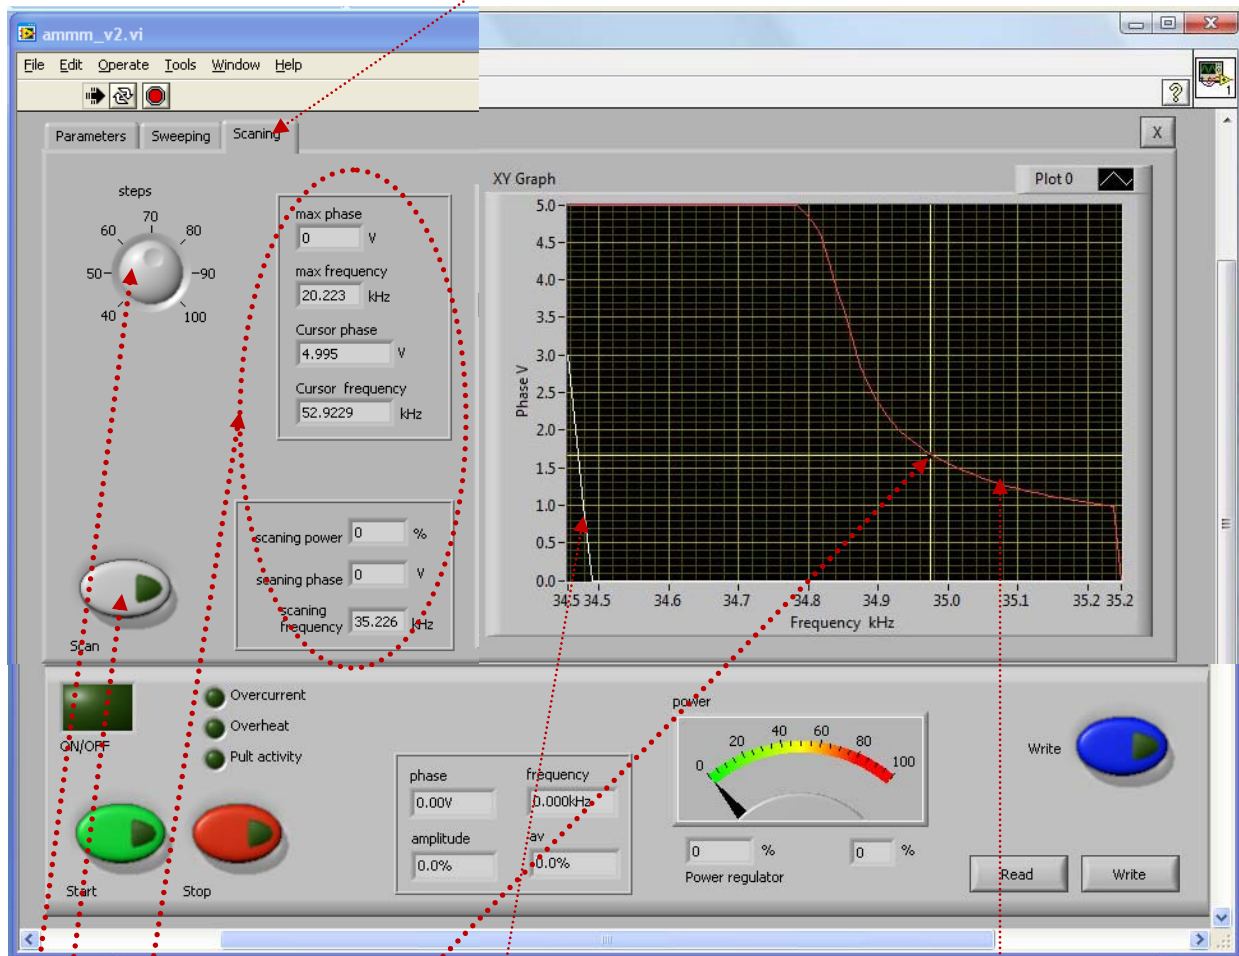 ammm_v2.vi
File Edit Operate Tools Window Help
1
Parameters Sweeping Scaning
X
steps
40 50 60 70 80 90 100
max phase
0 V
max frequency
20.223 kHz
Cursor phase
4.995 V
Cursor frequency
52.9229 kHz
scaning power 0 %
scaning phase 0 V
scaning
frequency 35.226 kHz
Scan
XY Graph
Plot 0
5.0
4.5
4.0
3.5
3.0
2.5
2.0
1.5
1.0
0.5
0.0
Phase V
34.5 34.5 34.6 34.7 34.8 34.9 35.0 35.1 35.2 35.2
Frequency kHz
ON/OFF
Overcurrent
Overheat
Pult activity
Start
Stop
phase frequency
0.00V 0.000kHz
amplitude av
0.0% 0.0%
power
0 20 40 60 80 100
0 % 0 %
Power regulator
Write
Read Write